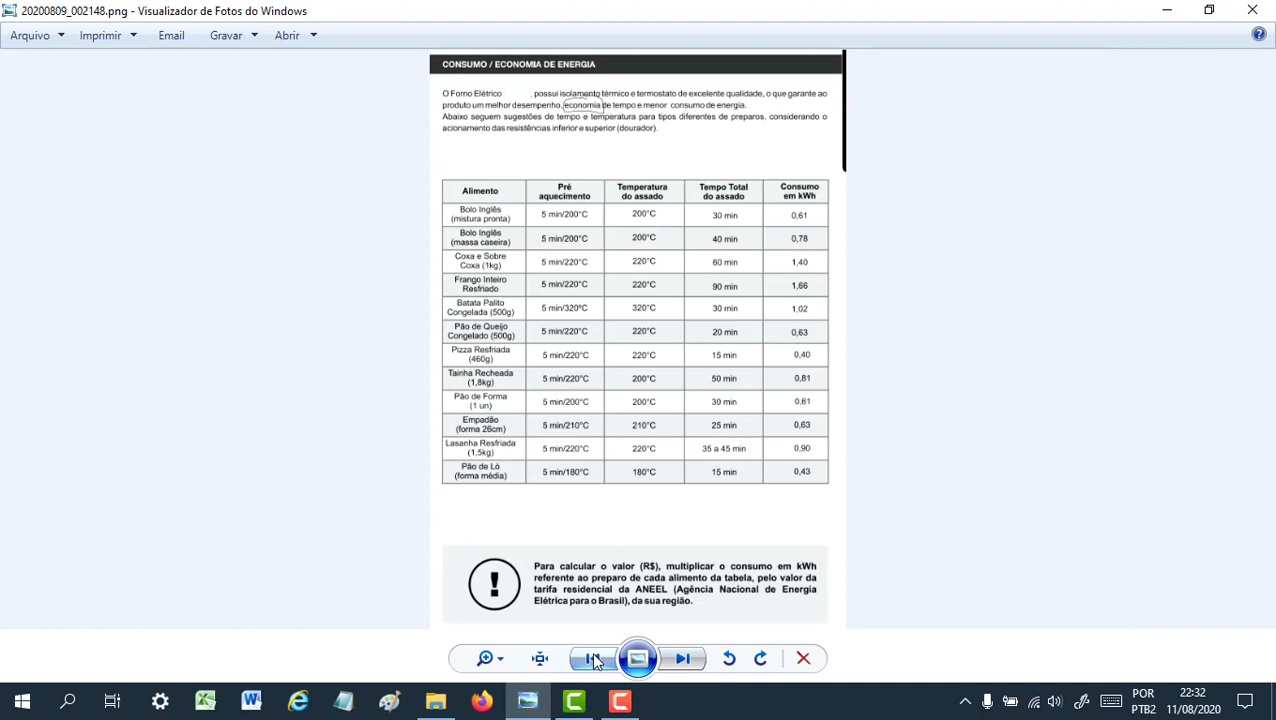 20200809_002148.png - Visualizador de Fotos do Windows
Arquivo Imprimir Email Gravar Abrir
CONSUMO / ECONOMIA DE ENERGIA
O Forno Elétrico , possui isolamento térmico e termostato de excelente qualidade, o que garante ao
produto um melhor desempenho, economia de tempo e menor consumo de energia.
Abaixo seguem sugestões de tempo e temperatura para tipos diferentes de preparos, considerando o
acionamento das resistências inferior e superior (dourador).
Alimento
Pré
aquecimento
Temperatura
do assado
Tempo Total
do assado
Consumo
em kWh
Bolo Inglês
(mistura pronta)
5 min/200°C
200°C
30 min
0,61
Bolo Inglês
(massa caseira)
5 min/200°C
200°C
40 min
0,78
Coxa e Sobre
Coxa (1kg)
5 min/220°C
220°C
60 min
1,40
Frango Inteiro
Resfriado
5 min/220°C
220°C
90 min
1,66
Batata Palito
Congelada (500g)
5 min/320°C
320°C
30 min
1,02
Pão de Queijo
Congelado (500g)
5 min/220°C
220°C
20 min
0,63
Pizza Resfriada
(460g)
5 min/220°C
220°C
15 min
0,40
Tainha Recheada
(1,8kg)
5 min/220°C
200°C
50 min
0,81
Pão de Forma
(1 un)
5 min/200°C
200°C
30 min
0,61
Empadão
(forma 26cm)
5 min/210°C
210°C
25 min
0,63
Lasanha Resfriada
(1,5kg)
5 min/220°C
220°C
35 a 45 min
0,90
Pão de Ló
(forma média)
5 min/180°C
180°C
15 min
0,43
Para calcular o valor (R$), multiplicar o consumo em kWh
referente ao preparo de cada alimento da tabela, pelo valor da
tarifa residencial da ANEEL (Agência Nacional de Energia
Elétrica para o Brasil), da sua região.
POR
PTB2
22:32
11/08/2020